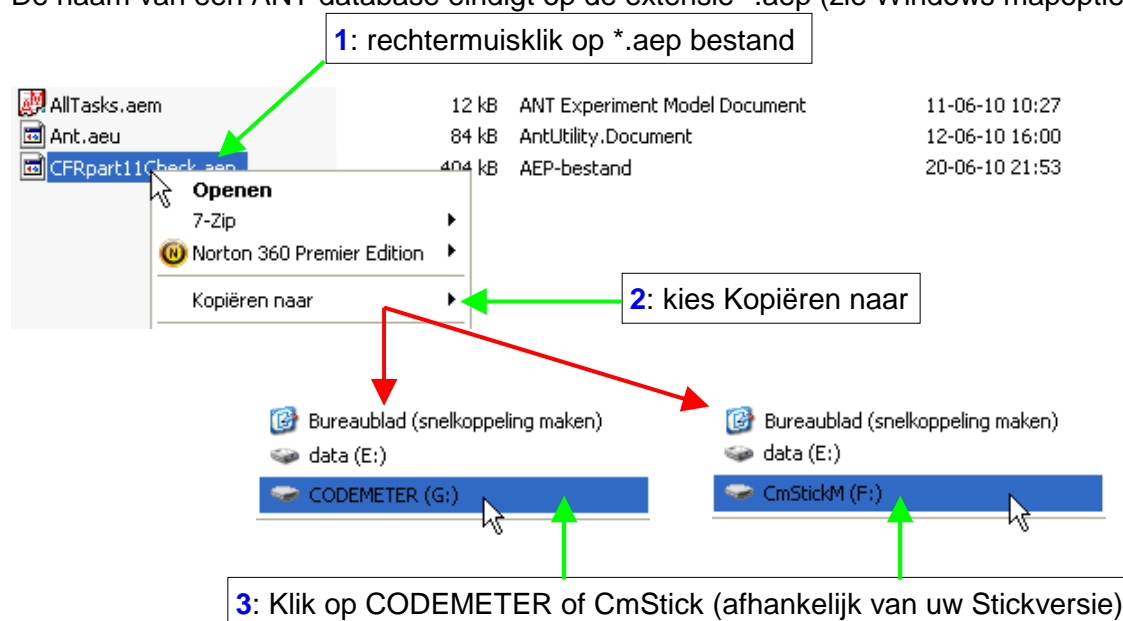 De naam van een ANT database eindigt op de extensie *.aep (zie Windows mapoptie
1: rechtermuisklik op *.aep bestand
AllTasks.aem 12 kB ANT Experiment Model Document 11-06-10 10:27
Ant.aeu 84 kB AntUtility.Document 12-06-10 16:00
CFRpart11Check.aep 404 kB AEP-bestand 20-06-10 21:53
Openen
7-Zip
Norton 360 Premier Edition
Kopiëren naar
2: kies Kopiëren naar
Bureaublad (snelkoppeling maken)
data (E:)
CODEMETER (G:)
Bureaublad (snelkoppeling maken)
data (E:)
CmStickM (F:)
3: Klik op CODEMETER of CmStick (afhankelijk van uw Stickversie)